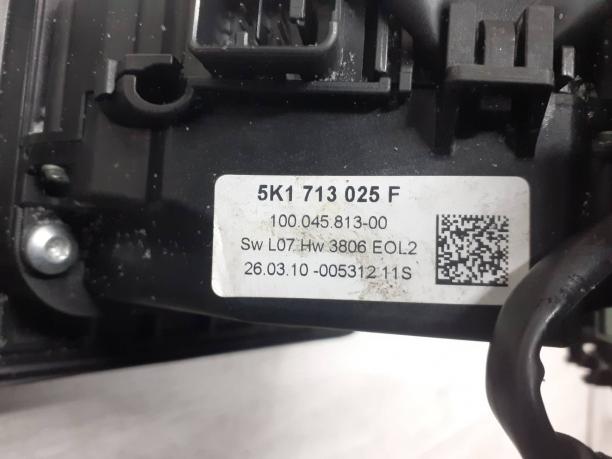 5K1 713 025 F
100.045.813-00
Sw L07 Hw 3806 EOL2
26.03.10 -005312 11S